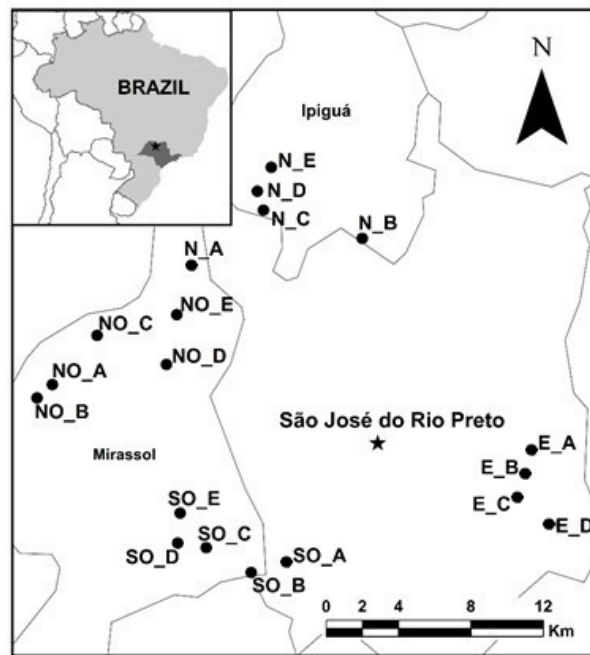 BRAZIL
N
Ipiguá
N_E
N_D
N_C
N_B
N_A
NO_E
NO_C
NO_D
NO_A
NO_B
São José do Rio Preto
Mirassol
E_A
E_B
E_C
E_D
SO_E
SO_C
SO_D
SO_A
SO_B
0 2 4 8 12
Km